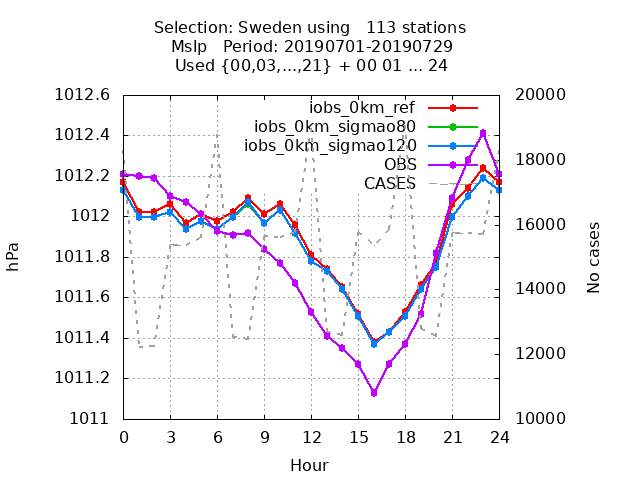 Selection: Sweden using   113 stations
Mslp   Period: 20190701-20190729
Used {00,03,...,21} + 00 01 ... 24
iobs_0km_ref
iobs_0km_sigmao80
iobs_0km_sigmao120
OBS
CASES
hPa
1012.6
1012.4
1012.2
1012
1011.8
1011.6
1011.4
1011.2
1011
20000
18000
16000
14000
12000
10000
No cases
0 3 6 9 12 15 18 21 24
Hour